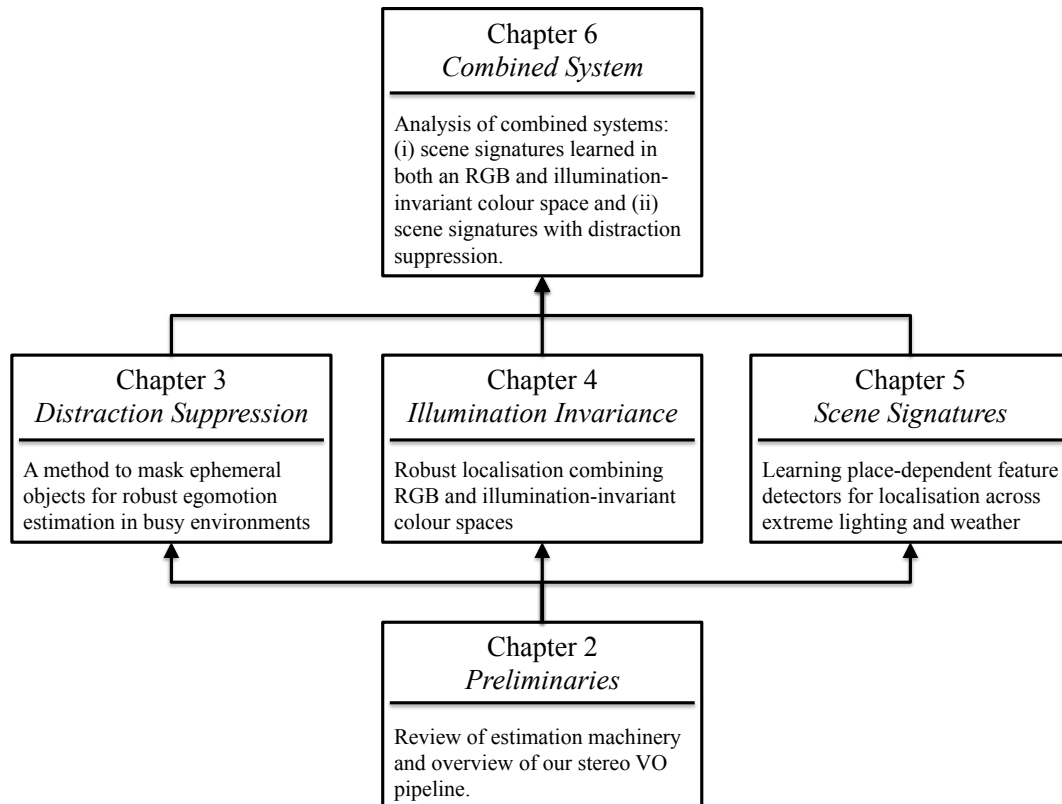 Chapter 6
Combined System
Analysis of combined systems:
(i) scene signatures learned in
both an RGB and illumination-
invariant colour space and (ii)
scene signatures with distraction
suppression.
Chapter 3
Distraction Suppression
A method to mask ephemeral
objects for robust egomotion
estimation in busy environments
Chapter 4
Illumination Invariance
Robust localisation combining
RGB and illumination-invariant
colour spaces
Chapter 5
Scene Signatures
Learning place-dependent feature
detectors for localisation across
extreme lighting and weather
Chapter 2
Preliminaries
Review of estimation machinery
and overview of our stereo VO
pipeline.